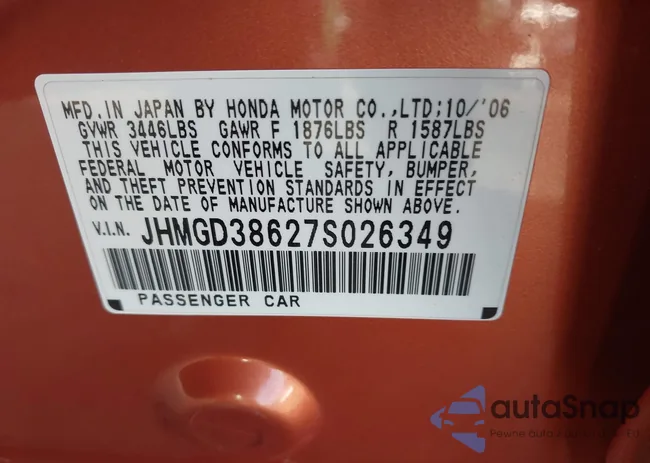 MFD. IN JAPAN BY HONDA MOTOR CO.,LTD;10/'06
GVWR 3446LBS GAWR F 1876LBS R 1587LBS
THIS VEHICLE CONFORMS TO ALL APPLICABLE
FEDERAL MOTOR VEHICLE SAFETY, BUMPER,
AND THEFT PREVENTION STANDARDS IN EFFECT
ON THE DATE OF MANUFACTURE SHOWN ABOVE.
V.I.N. JHMGD38627S026349
PASSENGER CAR
autaSnap
Pewne auta